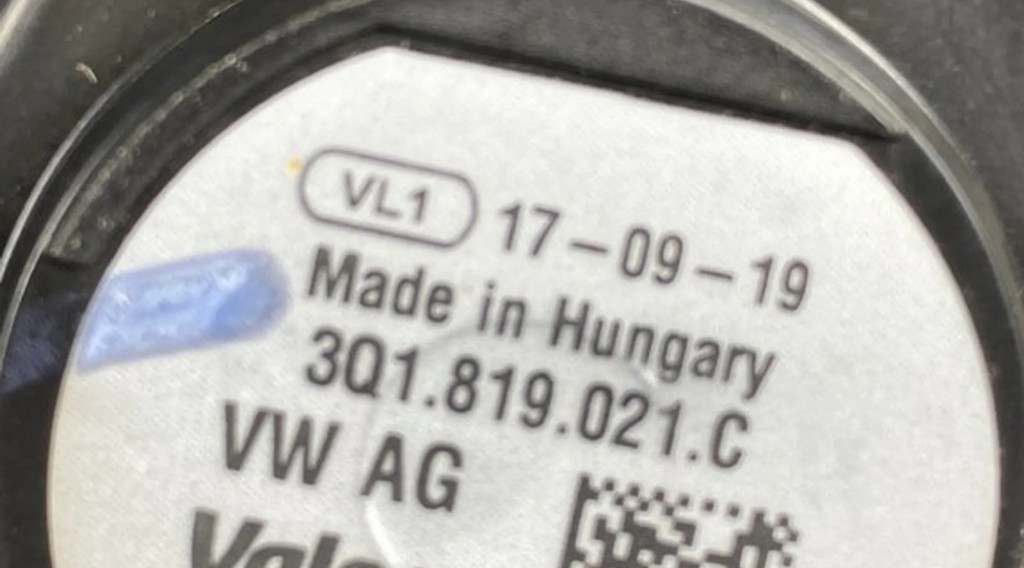 VL1 17-09-19
Made in Hungary
3Q1.819.021.C
VW AG